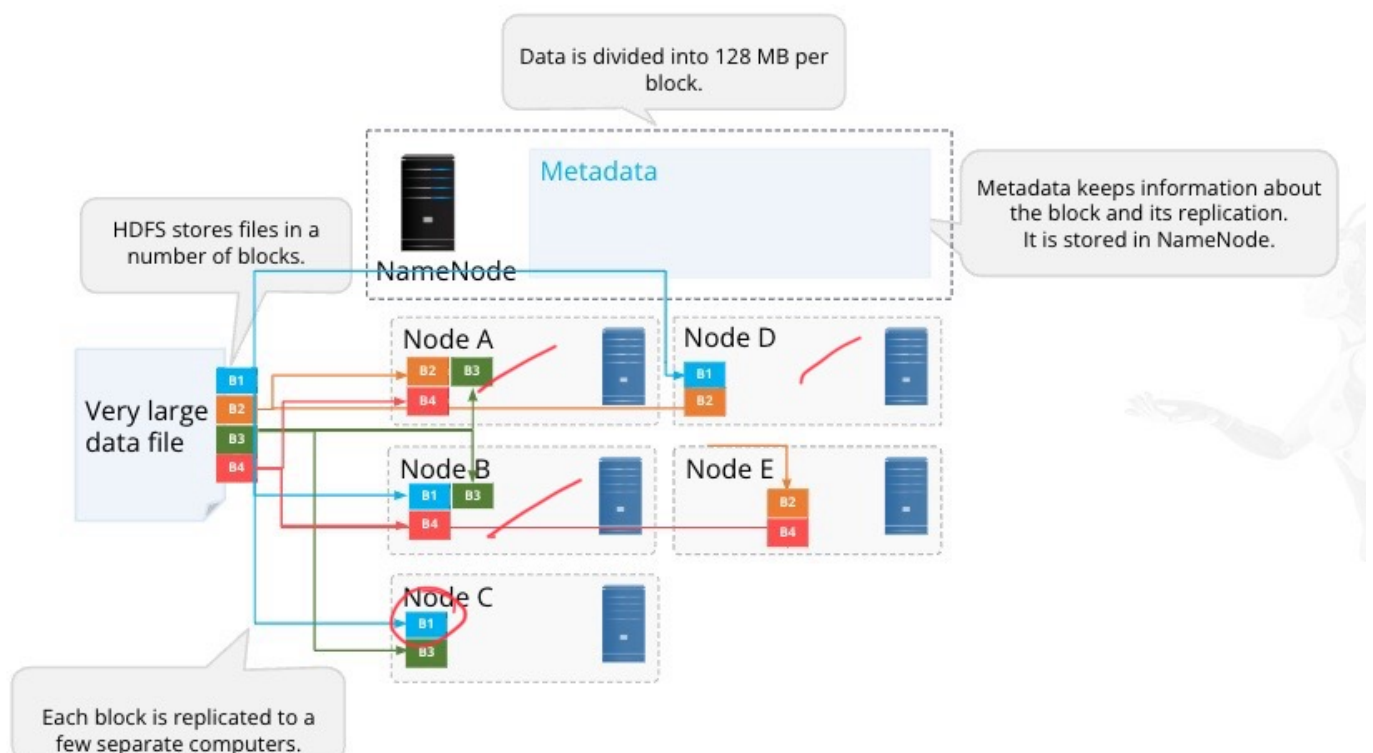 Data is divided into 128 MB per
block.
Metadata
Metadata keeps information about
the block and its replication.
It is stored in NameNode.
HDFS stores files in a
number of blocks.
NameNode
Very large
data file
B1
B2
B3
B4
Node A
B2 B3
B4
Node D
B1
B2
Node B
B1 B3
B4
Node E
B2
B4
Node C
B1
B3
Each block is replicated to a
few separate computers.